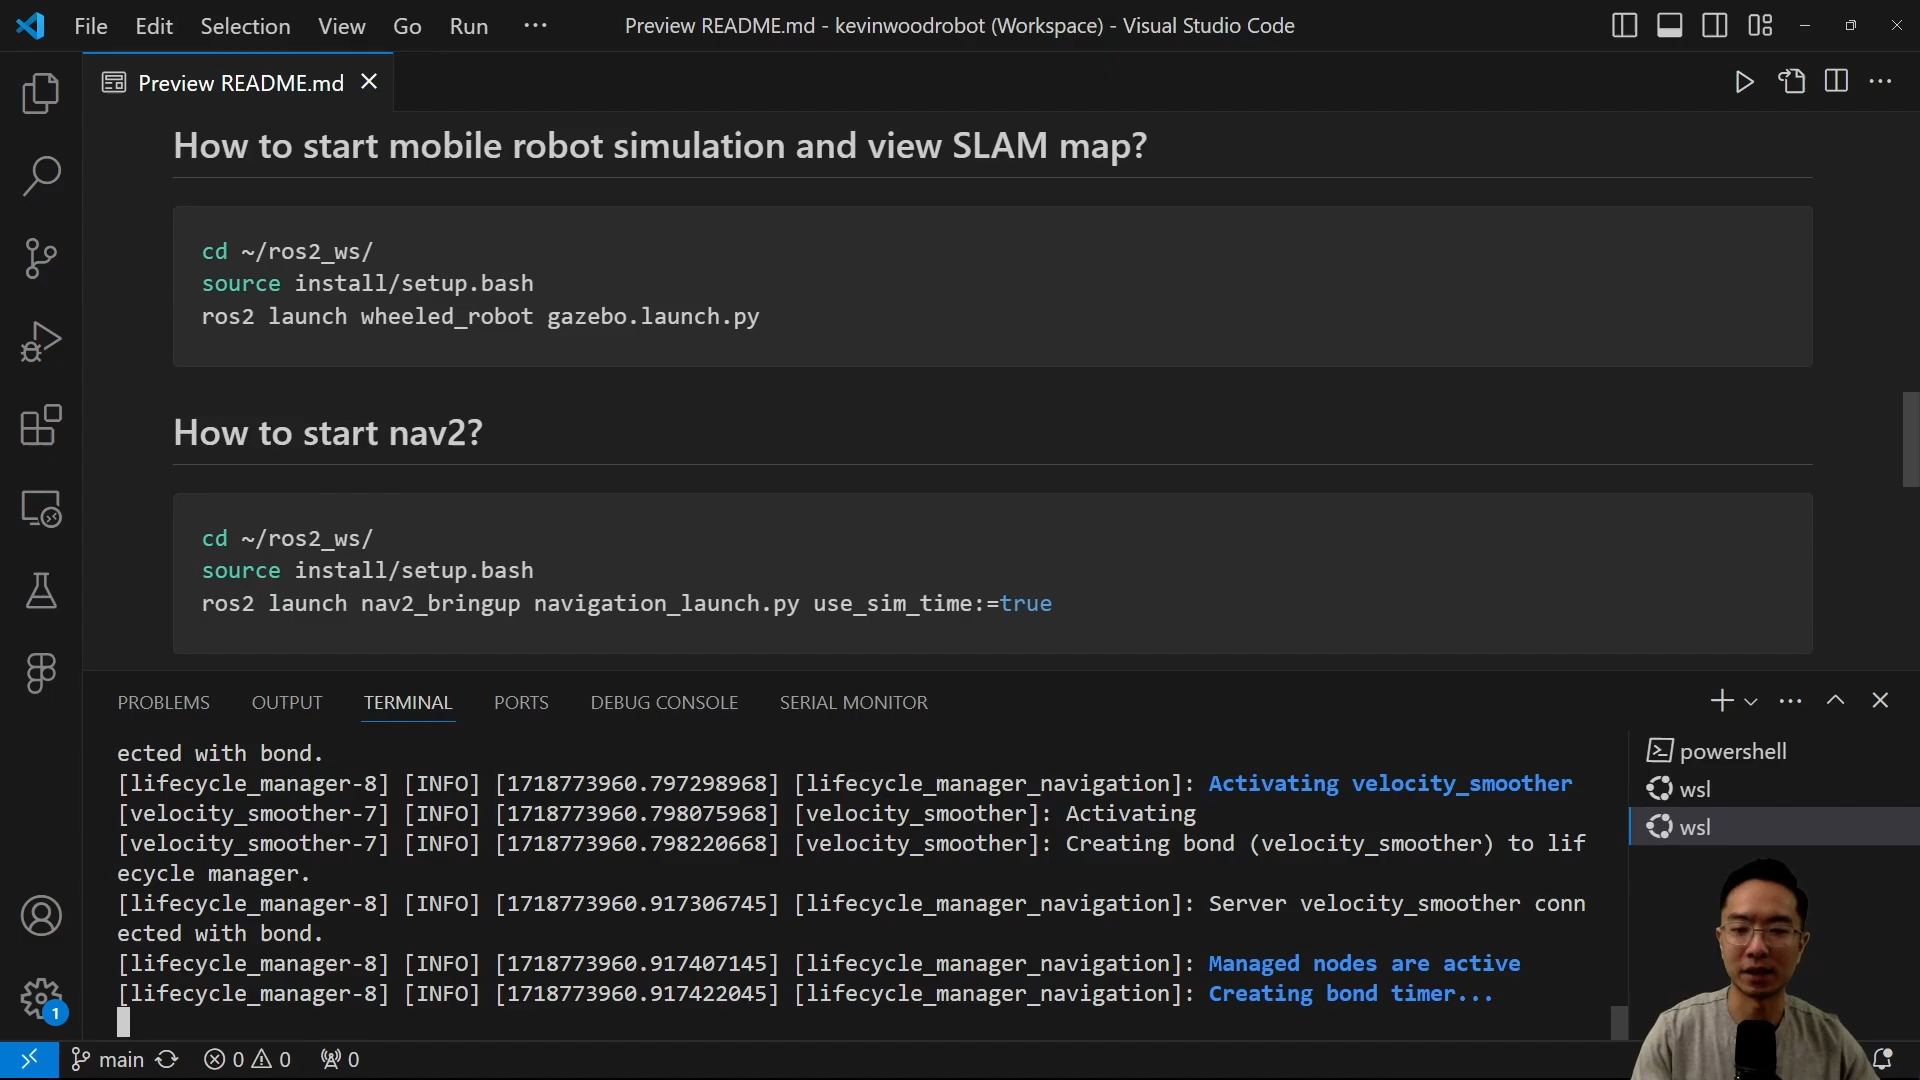 File Edit Selection View Go Run ··· Preview README.md - kevinwoodrobot (Workspace) - Visual Studio Code
Preview README.md
How to start mobile robot simulation and view SLAM map?
cd ~/ros2_ws/
source install/setup.bash
ros2 launch wheeled_robot gazebo.launch.py
How to start nav2?
cd ~/ros2_ws/
source install/setup.bash
ros2 launch nav2_bringup navigation_launch.py use_sim_time:=true
PROBLEMS OUTPUT TERMINAL PORTS DEBUG CONSOLE SERIAL MONITOR
ected with bond.
[lifecycle_manager-8] [INFO] [1718773960.797298968] [lifecycle_manager_navigation]: Activating velocity_smoother
[velocity_smoother-7] [INFO] [1718773960.798075968] [velocity_smoother]: Activating
[velocity_smoother-7] [INFO] [1718773960.798220668] [velocity_smoother]: Creating bond (velocity_smoother) to lif
ecycle manager.
[lifecycle_manager-8] [INFO] [1718773960.917306745] [lifecycle_manager_navigation]: Server velocity_smoother conn
ected with bond.
[lifecycle_manager-8] [INFO] [1718773960.917407145] [lifecycle_manager_navigation]: Managed nodes are active
[lifecycle_manager-8] [INFO] [1718773960.917422045] [lifecycle_manager_navigation]: Creating bond timer...
powershell
wsl
wsl
1
main 0 0 0